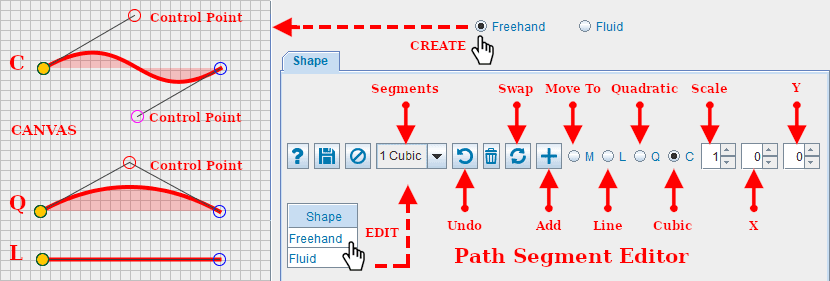 Control Point
C
Control Point
CANVAS
Control Point
Q
L
Freehand
Fluid
CREATE
Shape
Segments
Swap
Move To
Quadratic
Scale
Y
? 1 Cubic M L Q C 1 0 0
Undo
Add
Line
Cubic
X
Shape
Freehand
Fluid
EDIT
Path Segment Editor